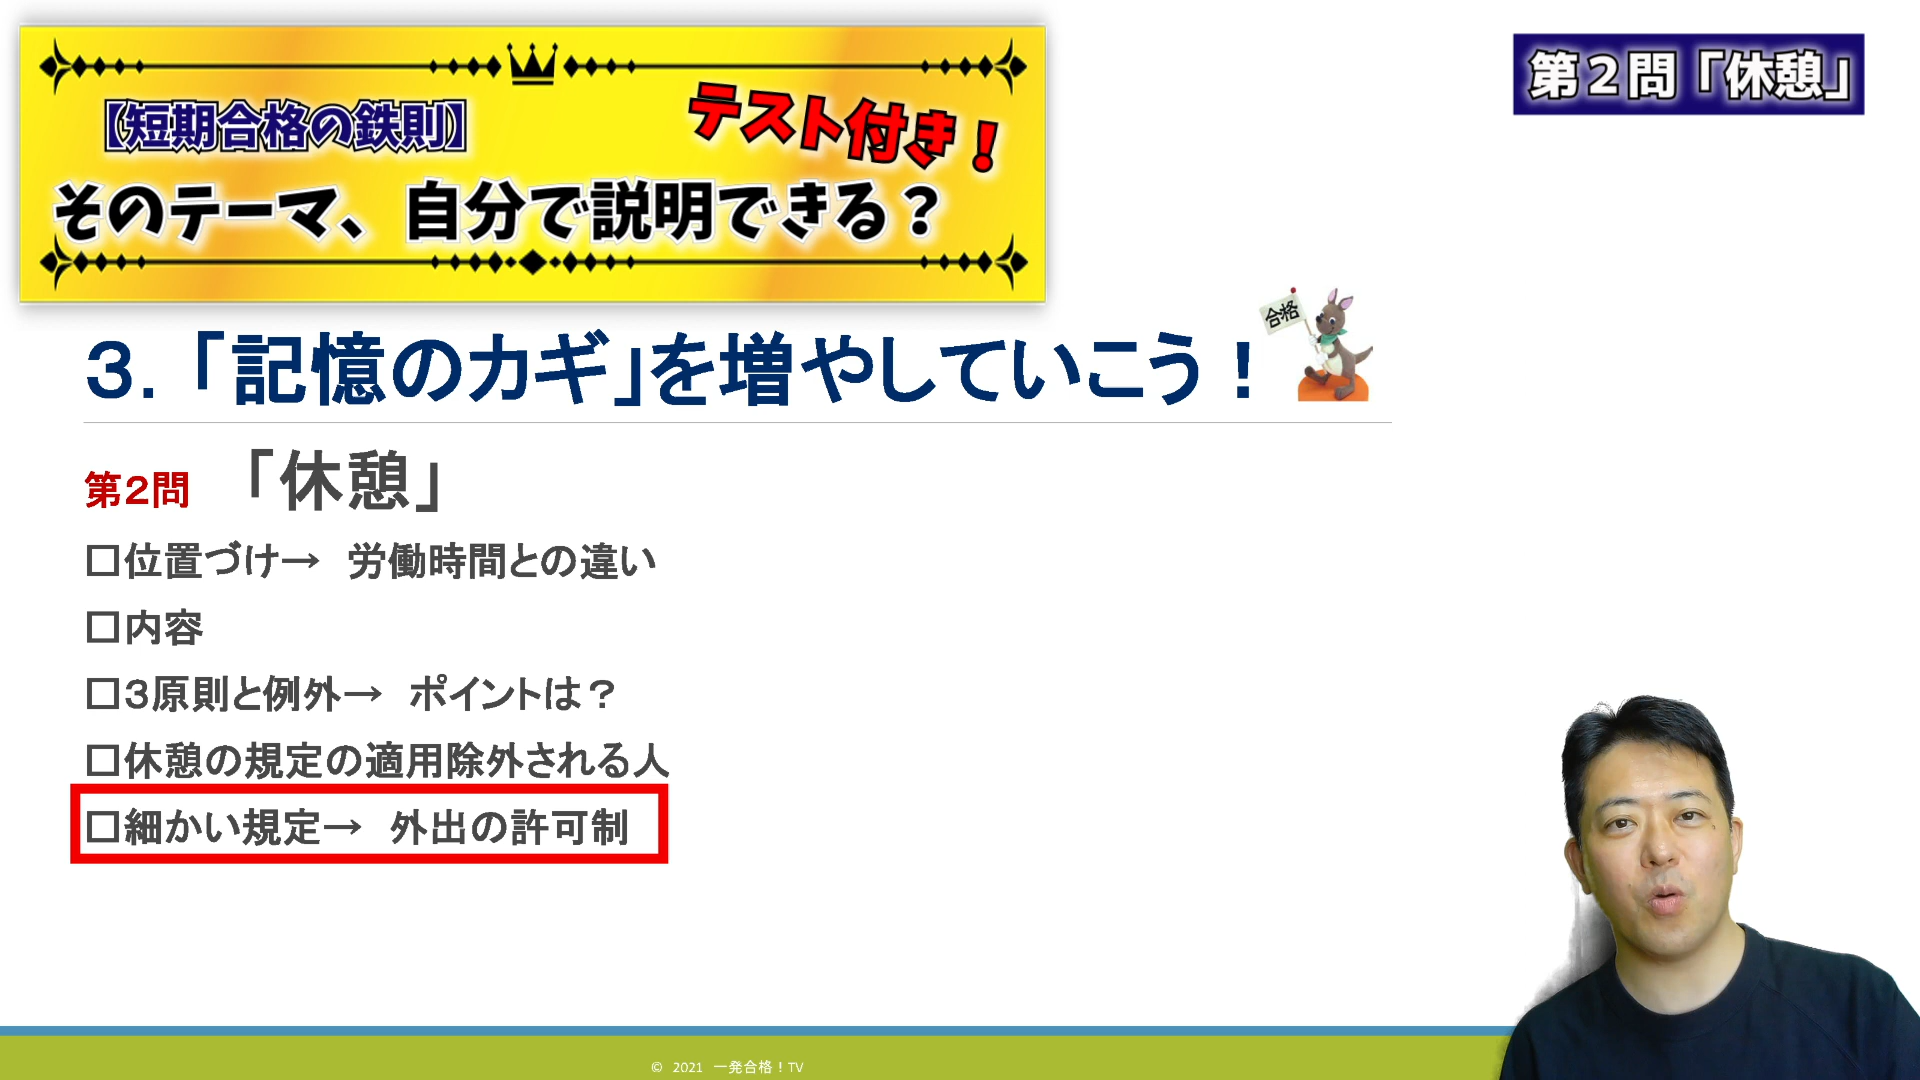 【短期合格の鉄則】
テスト付き！
そのテーマ、自分で説明できる？
第２問「休憩」
３．「記憶のカギ」を増やしていこう！
合格
第2問 「休憩」
□位置づけ→ 労働時間との違い
□内容
□３原則と例外→ ポイントは？
□休憩の規定の適用除外される人
□細かい規定→ 外出の許可制
© 2021 一発合格！TV